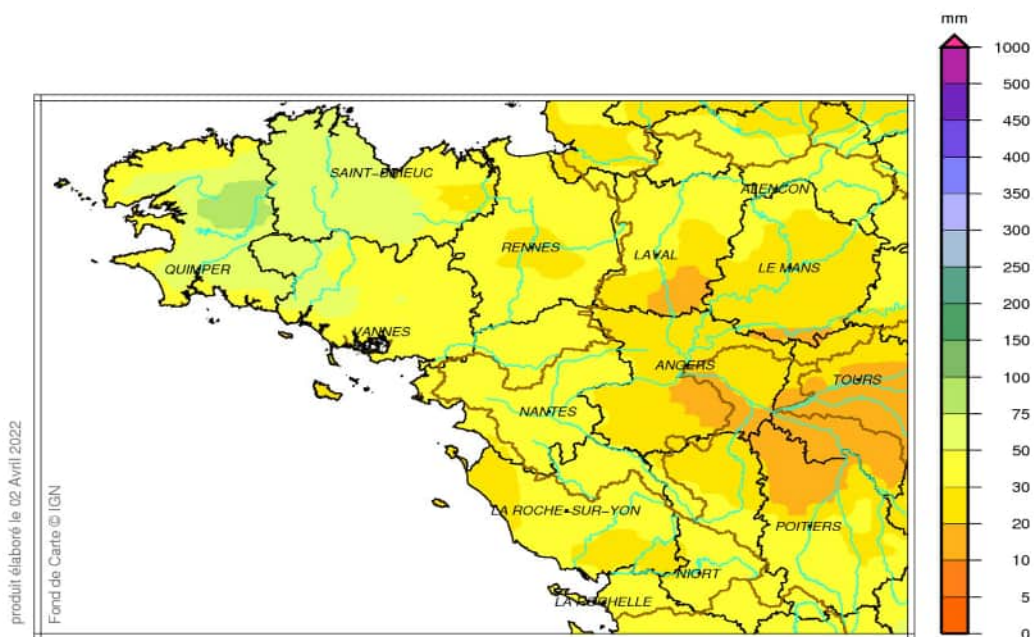 mm
1000
500
450
400
350
300
250
200
150
100
75
50
30
20
10
5
0
SAINT-BRIEUC
ALENCON
RENNES
LAVAL
LE MANS
QUIMPER
VANNES
ANGERS
TOURS
NANTES
LA ROCHE-SUR-YON
POITIERS
NIORT
LA ROCHELLE
produit élaboré le 02 Avril 2022
Fond de Carte © IGN